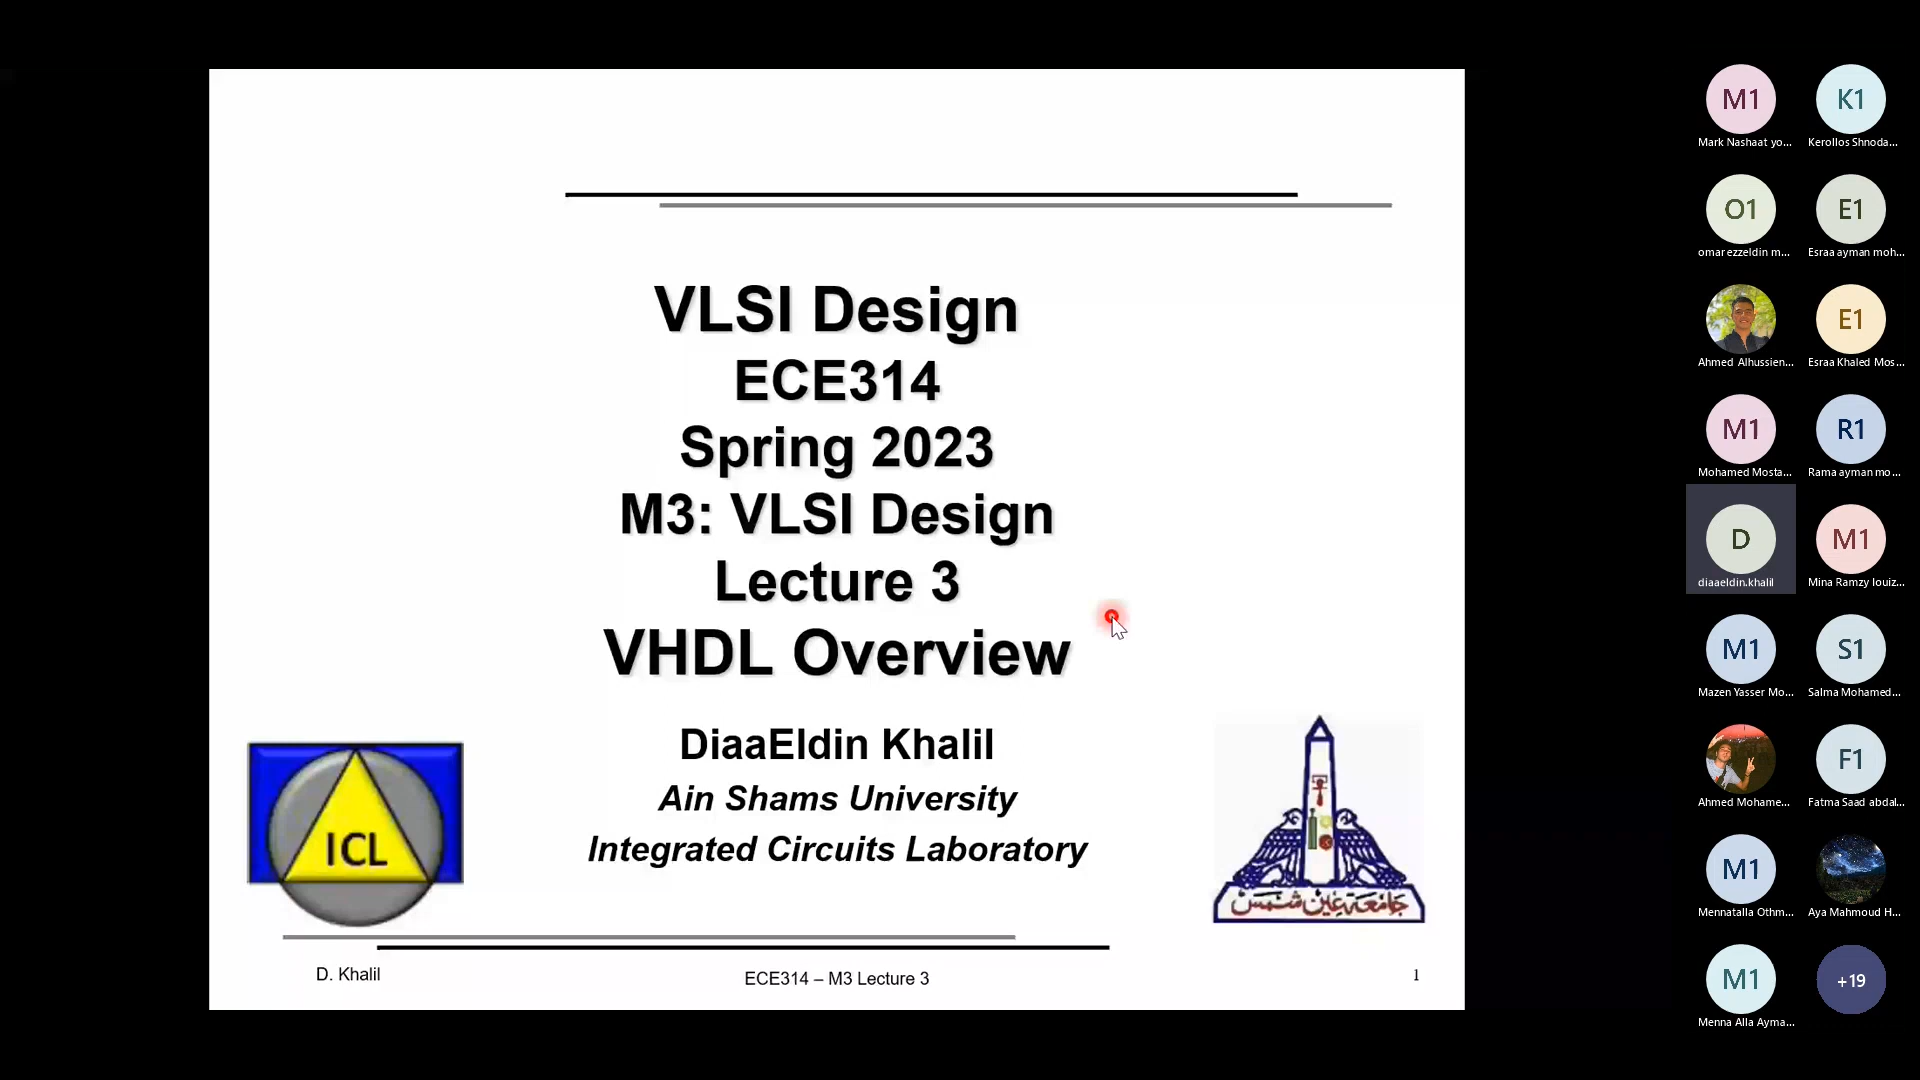 VLSI Design
ECE314
Spring 2023
M3: VLSI Design
Lecture 3
VHDL Overview
DiaaEldin Khalil
Ain Shams University
Integrated Circuits Laboratory
ICL
جامعة عين شمس
D. Khalil
ECE314 – M3 Lecture 3
1
M1
K1
Mark Nashaat yo...
Kerollos Shnoda...
O1
E1
omar ezzeldin m...
Esraa ayman moh...
E1
Ahmed Alhussien...
Esraa Khaled Mos...
M1
R1
Mohamed Mosta...
Rama ayman mo...
D
M1
diaaeldin.khalil
Mina Ramzy louiz...
M1
S1
Mazen Yasser Mo...
Salma Mohamed...
F1
Ahmed Mohame...
Fatma Saad abdal...
M1
Mennatalla Othm...
Aya Mahmoud H...
M1
+19
Menna Alla Ayma...